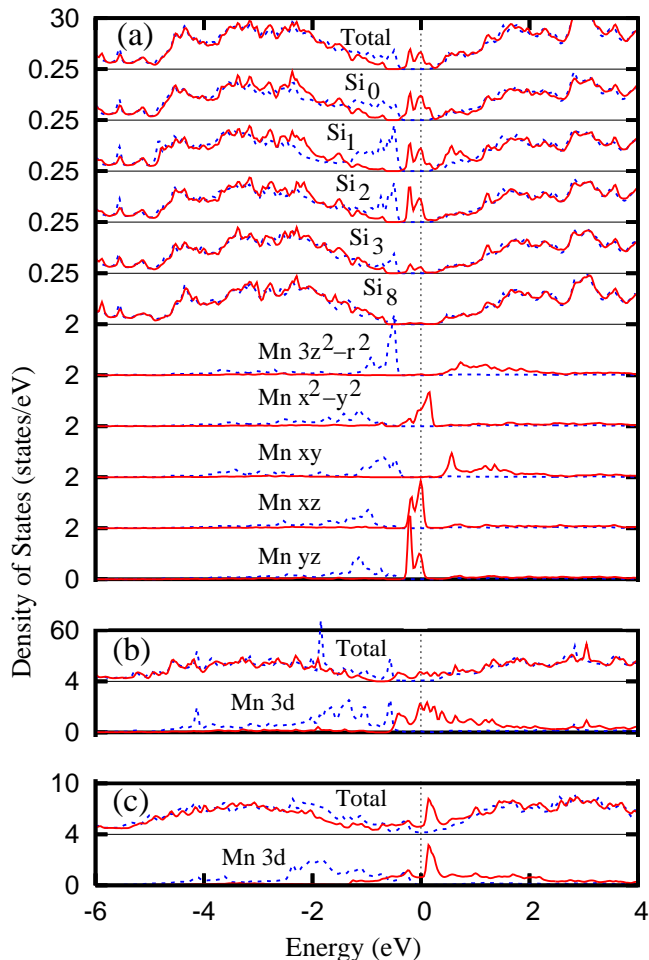 30
(a)
Total
0.25
Si0
0.25
Si1
0.25
Si2
0.25
Si3
0.25
Si8
2
Mn 3z²−r²
2
Mn x²−y²
2
Mn xy
2
Mn xz
2
Mn yz
0
Density of States (states/eV)
60
(b)
Total
4
Mn 3d
0
10
(c)
Total
4
Mn 3d
0
-6 -4 -2 0 2 4
Energy (eV)